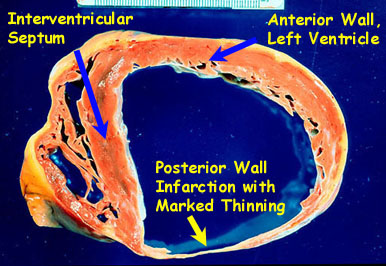 Interventricular
Septum
Anterior Wall,
Left Ventricle
Posterior Wall
Infarction with
Marked Thinning